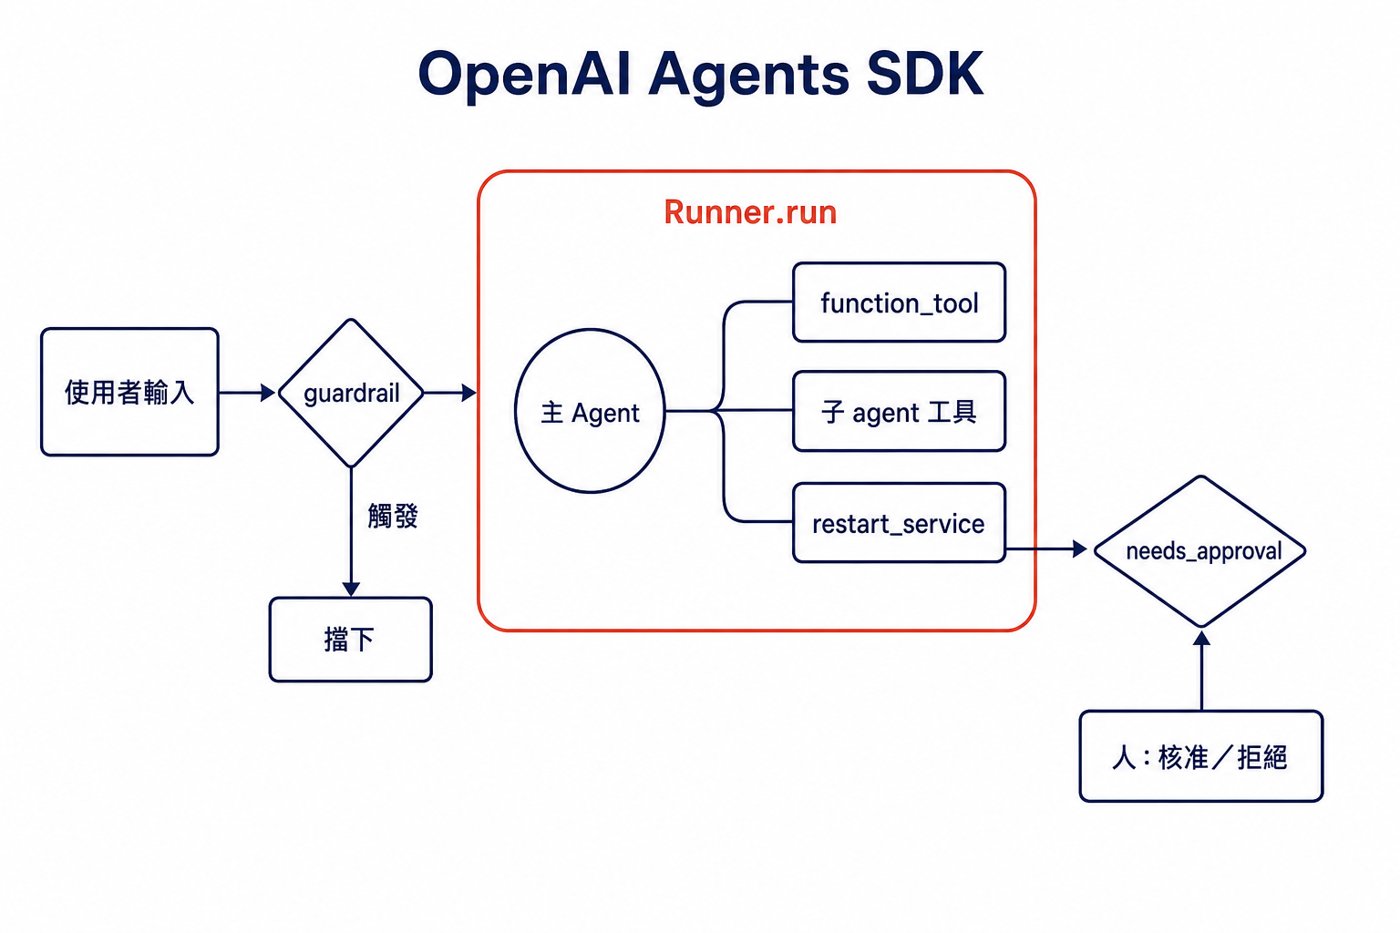 OpenAI Agents SDK
Runner.run
使用者輸入
guardrail
觸發
擋下
主 Agent
function_tool
子 agent 工具
restart_service
needs_approval
人：核准／拒絕